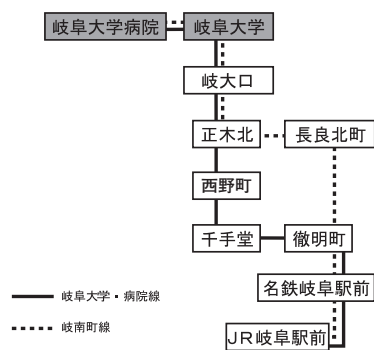 岐阜大学病院
岐阜大学
岐大口
正木北
長良北町
西野町
千手堂
徹明町
名鉄岐阜駅前
JR岐阜駅前
岐阜大学・病院線
岐南町線